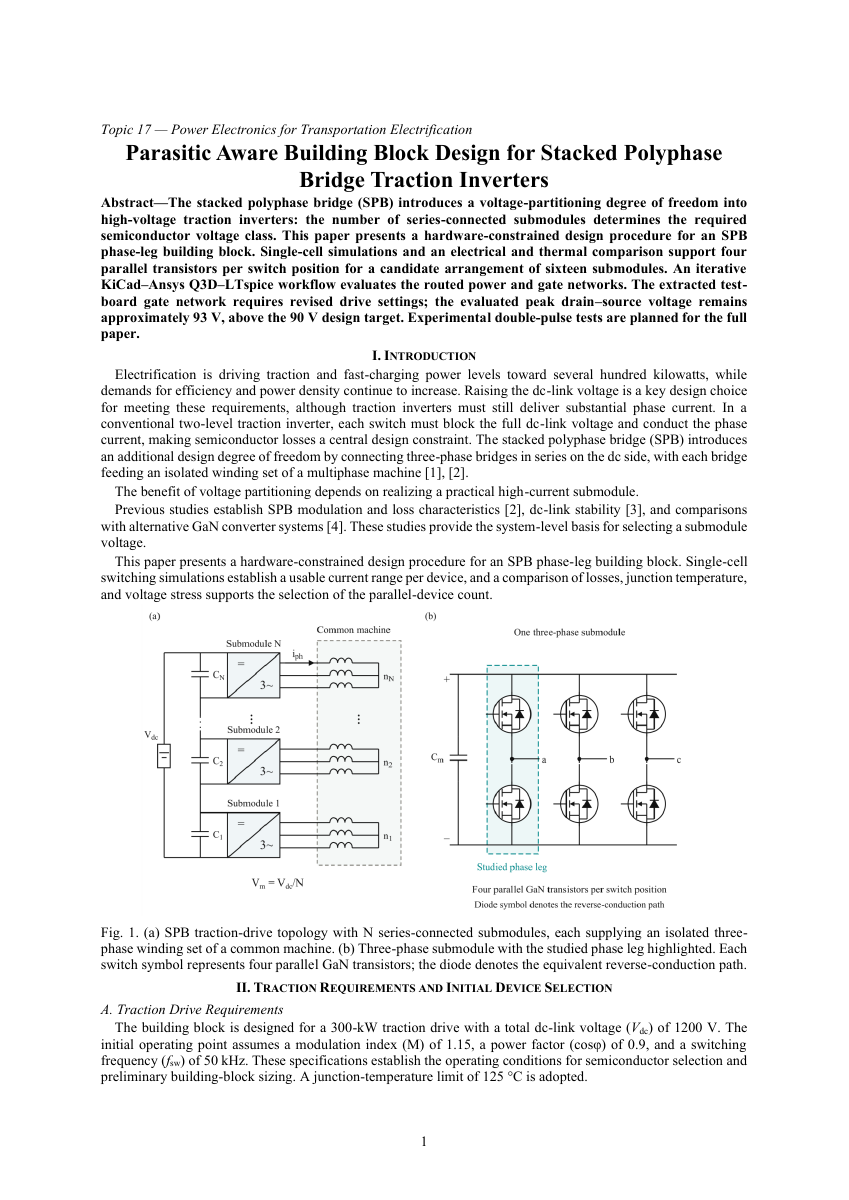 Topic 17 — Power Electronics for Transportation Electrification
Parasitic Aware Building Block Design for Stacked Polyphase
Bridge Traction Inverters
Abstract—The stacked polyphase bridge (SPB) introduces a voltage-partitioning degree of freedom into
high-voltage traction inverters: the number of series-connected submodules determines the required
semiconductor voltage class. This paper presents a hardware-constrained design procedure for an SPB
phase-leg building block. Single-cell simulations and an electrical and thermal comparison support four
parallel transistors per switch position for a candidate arrangement of sixteen submodules. An iterative
KiCad–Ansys Q3D–LTspice workflow evaluates the routed power and gate networks. The extracted test-
board gate network requires revised drive settings; the evaluated peak drain–source voltage remains
approximately 93 V, above the 90 V design target. Experimental double-pulse tests are planned for the full
paper.
I. INTRODUCTION
Electrification is driving traction and fast-charging power levels toward several hundred kilowatts, while
demands for efficiency and power density continue to increase. Raising the dc-link voltage is a key design choice
for meeting these requirements, although traction inverters must still deliver substantial phase current. In a
conventional two-level traction inverter, each switch must block the full dc-link voltage and conduct the phase
current, making semiconductor losses a central design constraint. The stacked polyphase bridge (SPB) introduces
an additional design degree of freedom by connecting three-phase bridges in series on the dc side, with each bridge
feeding an isolated winding set of a multiphase machine [1], [2].
The benefit of voltage partitioning depends on realizing a practical high-current submodule.
Previous studies establish SPB modulation and loss characteristics [2], dc-link stability [3], and comparisons
with alternative GaN converter systems [4]. These studies provide the system-level basis for selecting a submodule
voltage.
This paper presents a hardware-constrained design procedure for an SPB phase-leg building block. Single-cell
switching simulations establish a usable current range per device, and a comparison of losses, junction temperature,
and voltage stress supports the selection of the parallel-device count.
(a)
Common machine
Submodule N
iph
CN
=
3~
nN
⋮
⋮
⋮
Vdc
Submodule 2
C2
=
3~
n2
Submodule 1
C1
=
3~
n1
Vm = Vdc/N
(b)
One three-phase submodule
+
Cm
a
b
c
−
Studied phase leg
Four parallel GaN transistors per switch position
Diode symbol denotes the reverse-conduction path
Fig. 1. (a) SPB traction-drive topology with N series-connected submodules, each supplying an isolated three-
phase winding set of a common machine. (b) Three-phase submodule with the studied phase leg highlighted. Each
switch symbol represents four parallel GaN transistors; the diode denotes the equivalent reverse-conduction path.
II. TRACTION REQUIREMENTS AND INITIAL DEVICE SELECTION
A. Traction Drive Requirements
The building block is designed for a 300-kW traction drive with a total dc-link voltage (Vdc) of 1200 V. The
initial operating point assumes a modulation index (M) of 1.15, a power factor (cosφ) of 0.9, and a switching
frequency (fsw) of 50 kHz. These specifications establish the operating conditions for semiconductor selection and
preliminary building-block sizing. A junction-temperature limit of 125 °C is adopted.
1